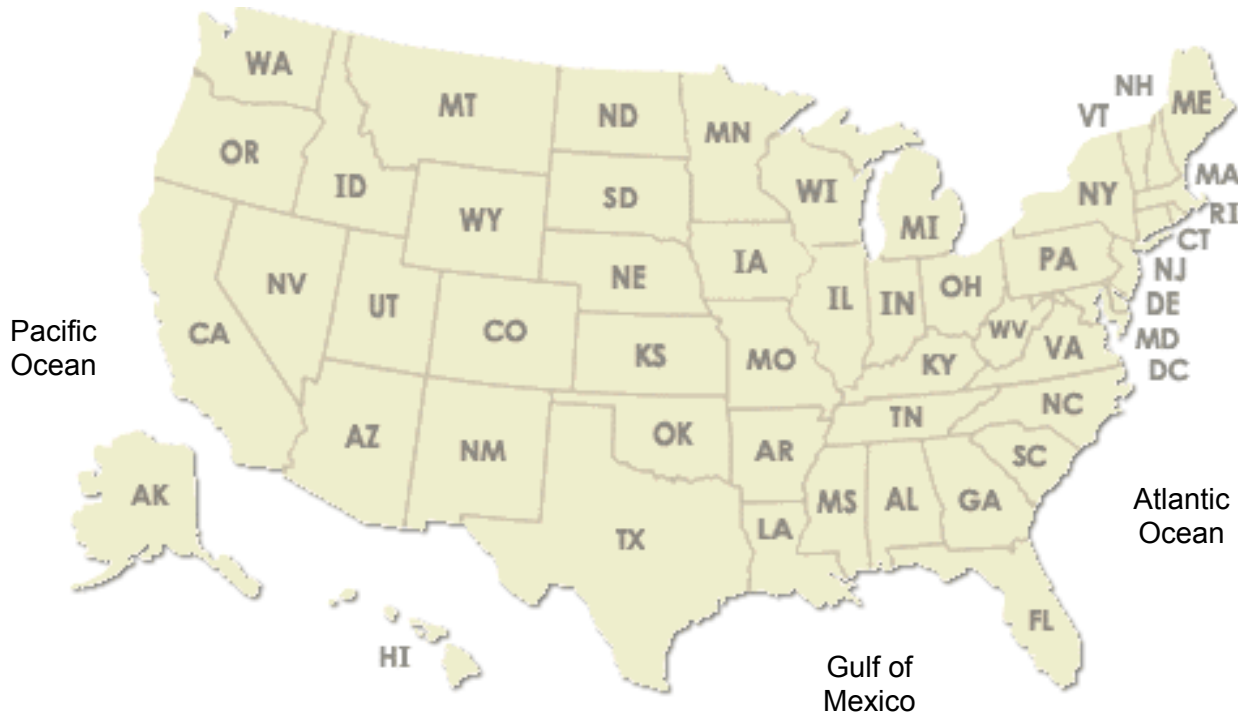 WA
MT
ND
MN
NH
VT
ME
OR
ID
WY
SD
WI
MI
NY
MA
RI
CT
NV
UT
CO
NE
IA
IL
IN
OH
PA
NJ
DE
MD
DC
Pacific
Ocean
CA
KS
MO
KY
WV
VA
AZ
NM
OK
AR
TN
NC
SC
AK
TX
LA
MS
AL
GA
Atlantic
Ocean
HI
FL
Gulf of
Mexico